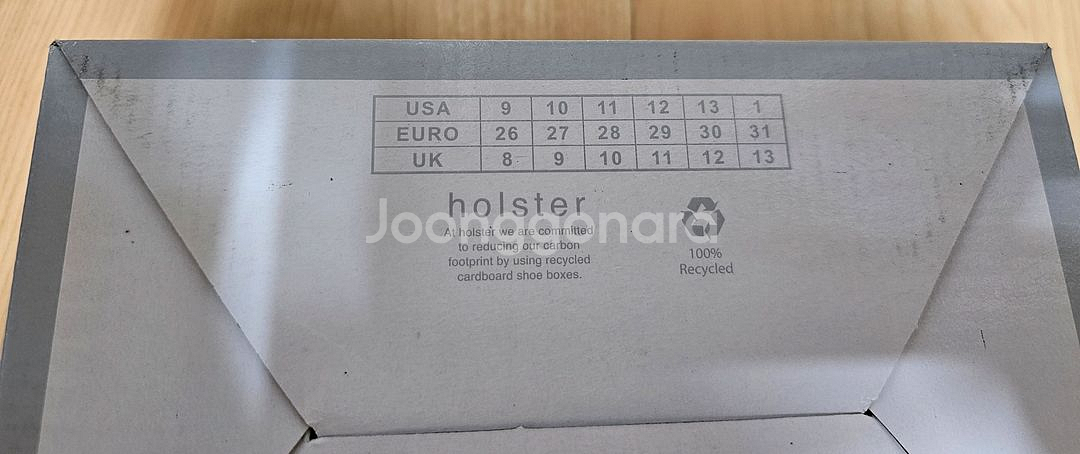 USA 9 10 11 12 13 1
EURO 26 27 28 29 30 31
UK 8 9 10 11 12 13
holster
Joonggonara
At holster we are committed
to reducing our carbon
footprint by using recycled
cardboard shoe boxes.
100%
Recycled